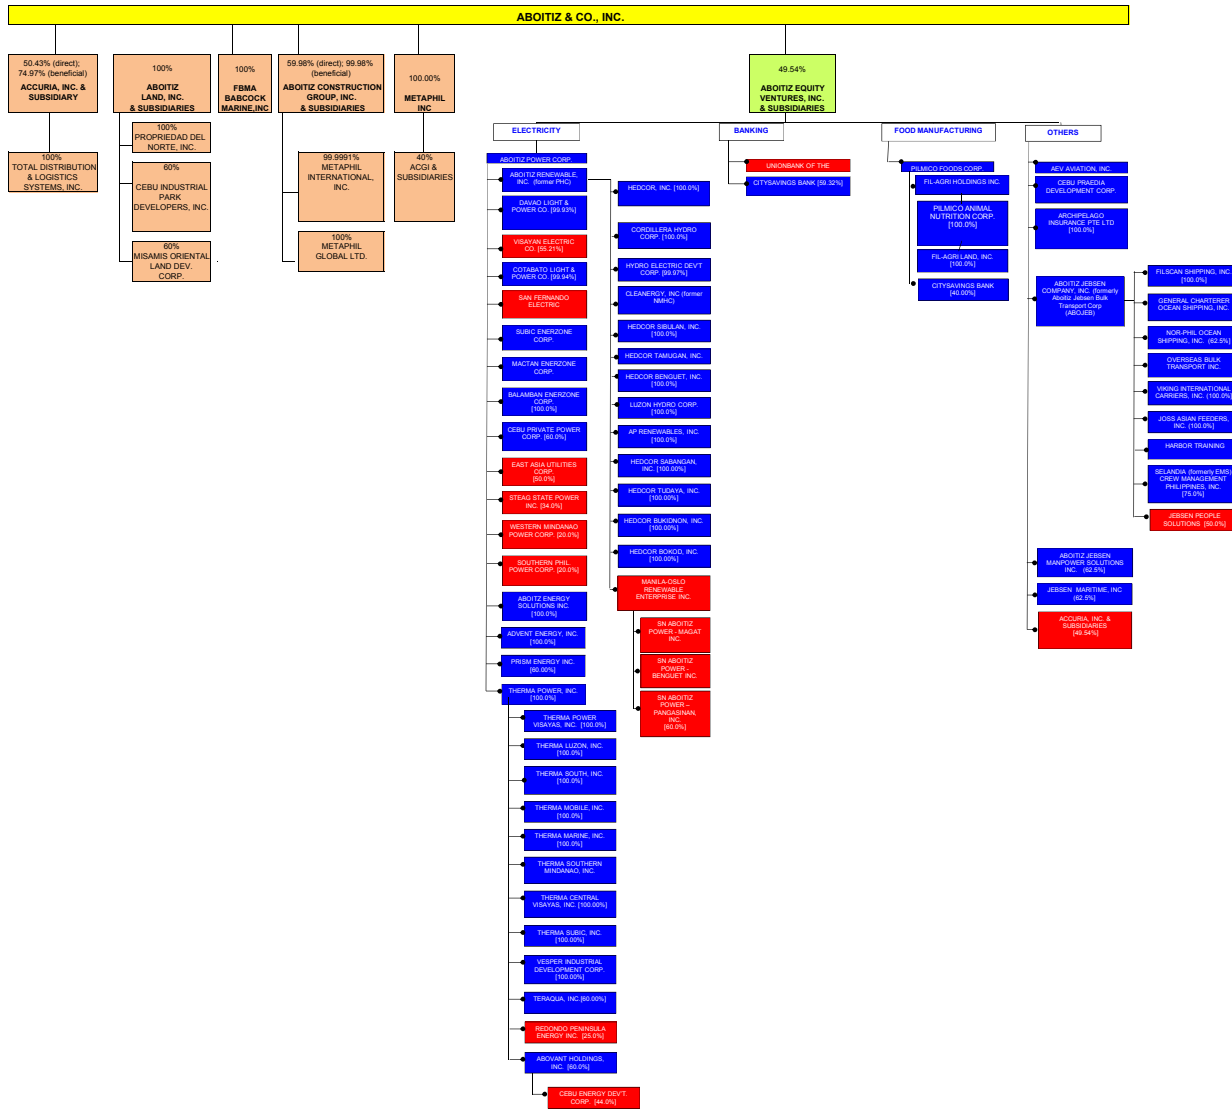 ABOITIZ & CO., INC.
50.43% (direct);
74.97% (beneficial)
ACCURIA, INC. &
SUBSIDIARY
100%
TOTAL DISTRIBUTION
& LOGISTICS
SYSTEMS, INC.
100%
ABOITIZ
LAND, INC.
& SUBSIDIARIES
100%
PROPRIEDAD DEL
NORTE, INC.
60%
CEBU INDUSTRIAL
PARK
DEVELOPERS, INC.
60%
MISAMIS ORIENTAL
LAND DEV.
CORP.
100%
FBMA
BABCOCK
MARINE,INC
59.98% (direct); 99.98%
(beneficial)
ABOITIZ CONSTRUCTION
GROUP, INC.
& SUBSIDIARIES
99.9991%
METAPHIL
INTERNATIONAL,
INC.
100%
METAPHIL
GLOBAL LTD.
100.00%
METAPHIL
INC
40%
ACGI &
SUBSIDIARIES
49.54%
ABOITIZ EQUITY
VENTURES, INC.
& SUBSIDIARIES
ELECTRICITY
ABOITIZ POWER CORP.
ABOITIZ RENEWABLE,
INC. (former PHC)
DAVAO LIGHT &
POWER CO. [99.93%]
VISAYAN ELECTRIC
CO. [55.21%]
COTABATO LIGHT &
POWER CO. [99.94%]
SAN FERNANDO
ELECTRIC
SUBIC ENERZONE
CORP.
MACTAN ENERZONE
CORP.
BALAMBAN ENERZONE
CORP.
[100.0%]
CEBU PRIVATE POWER
CORP. [60.0%]
EAST ASIA UTILITIES
CORP.
[50.0%]
STEAG STATE POWER
INC. [34.0%]
WESTERN MINDANAO
POWER CORP. [20.0%]
SOUTHERN PHIL.
POWER CORP. [20.0%]
ABOITZ ENERGY
SOLUTIONS INC.
[100.0%]
ADVENT ENERGY, INC.
[100.0%]
PRISM ENERGY INC.
[60.00%]
THERMA POWER, INC.
[100.0%]
THERMA POWER
VISAYAS, INC. [100.0%]
THERMA LUZON, INC.
[100.0%]
THERMA SOUTH, INC.
[100.0%]
THERMA MOBILE, INC.
[100.0%]
THERMA MARINE, INC.
[100.0%]
THERMA SOUTHERN
MINDANAO, INC.
THERMA CENTRAL
VISAYAS, INC. [100.00%]
THERMA SUBIC, INC.
[100.00%]
VESPER INDUSTRIAL
DEVELOPMENT CORP.
[100.00%]
TERAQUA, INC.[60.00%]
REDONDO PENINSULA
ENERGY INC. [25.0%]
ABOVANT HOLDINGS,
INC. [60.0%]
CEBU ENERGY DEV'T.
CORP. [44.0%]
HEDCOR, INC. [100.0%]
CORDILLERA HYDRO
CORP. [100.0%]
HYDRO ELECTRIC DEV'T
CORP. [99.97%]
CLEANERGY, INC (former
NMHC)
HEDCOR SIBULAN, INC.
[100.0%]
HEDCOR TAMUGAN, INC.
HEDCOR BENGUET, INC.
[100.0%]
LUZON HYDRO CORP.
[100.0%]
AP RENEWABLES, INC.
[100.0%]
HEDCOR SABANGAN,
INC. [100.00%]
HEDCOR TUDAYA, INC.
[100.00%]
HEDCOR BUKIDNON, INC.
[100.00%]
HEDCOR BOKOD, INC.
[100.00%]
MANILA-OSLO
RENEWABLE
ENTERPRISE INC.
SN ABOITIZ
POWER - MAGAT
INC.
SN ABOITIZ
POWER -
BENGUET INC.
SN ABOITIZ
POWER –
PANGASINAN,
INC.
[60.0%]
BANKING
UNIONBANK OF THE
CITYSAVINGS BANK [59.32%]
FOOD MANUFACTURING
PILMICO FOODS CORP.
FIL-AGRI HOLDINGS INC.
PILMICO ANIMAL
NUTRITION CORP.
[100.0%]
FIL-AGRI LAND, INC.
[100.0%]
CITYSAVINGS BANK
[40.00%]
OTHERS
AEV AVIATION, INC.
CEBU PRAEDIA
DEVELOPMENT CORP.
ARCHIPELAGO
INSURANCE PTE LTD
[100.0%]
ABOITIZ JEBSEN
COMPANY, INC. (formerly
Aboitiz Jebsen Bulk
Transport Corp
(ABOJEB)
FILSCAN SHIPPING, INC.
[100.0%]
GENERAL CHARTERER
OCEAN SHIPPING, INC.
NOR-PHIL OCEAN
SHIPPING, INC. (62.5%]
OVERSEAS BULK
TRANSPORT INC.
VIKING INTERNATIONAL
CARRIERS, INC. (100.0%]
JOSS ASIAN FEEDERS,
INC. (100.0%]
HARBOR TRAINING
SELANDIA (formerly EMS)
CREW MANAGEMENT
PHILIPPINES, INC.
[75.0%]
JEBSEN PEOPLE
SOLUTIONS [50.0%]
ABOITIZ JEBSEN
MANPOWER SOLUTIONS
INC. (62.5%]
JEBSEN MARITIME, INC
(62.5%]
ACCURIA, INC. &
SUBSIDIARIES
[49.54%]